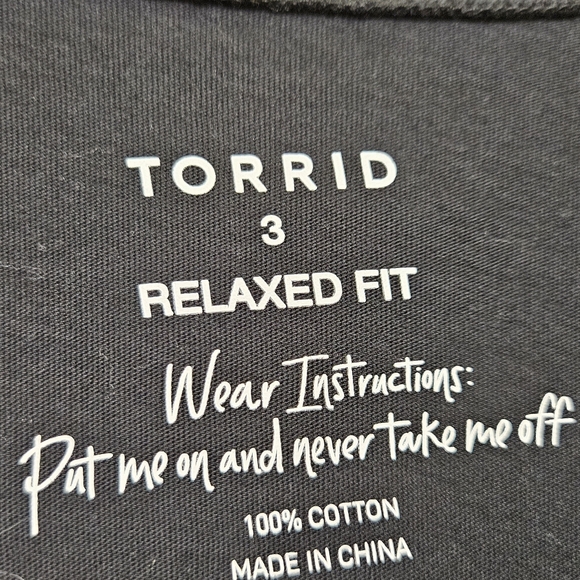 TORRID
3
RELAXED FIT
Wear Instructions:
Put me on and never take me off
100% COTTON
MADE IN CHINA